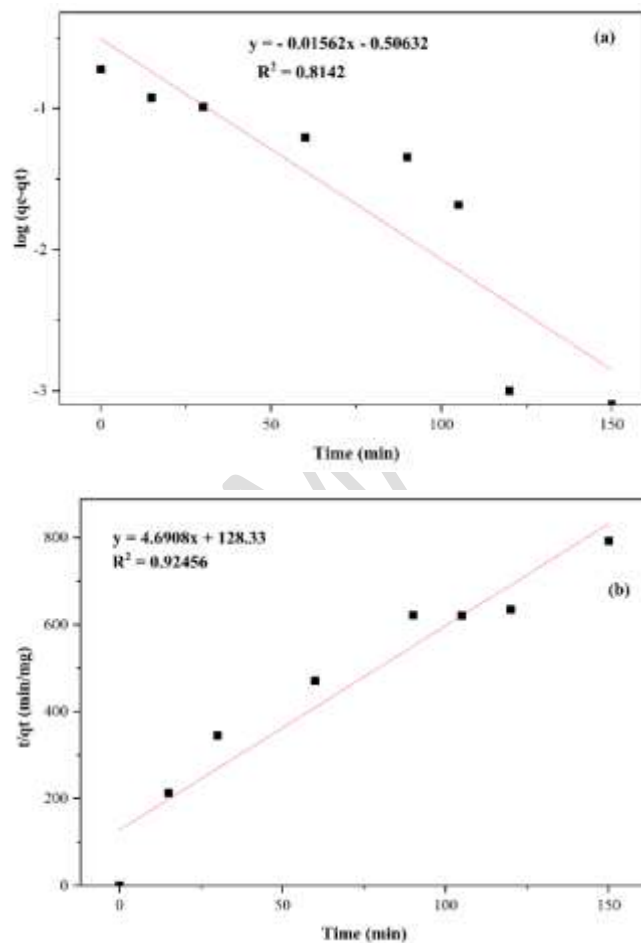 (a)
y = - 0.01562x - 0.50632
R² = 0.8142
-1
-2
-3
log (qe-qt)
0
50
100
150
Time (min)
y = 4.6908x + 128.33
R² = 0.92456
(b)
800
600
400
200
0
t/qt (min/mg)
0
50
100
150
Time (min)